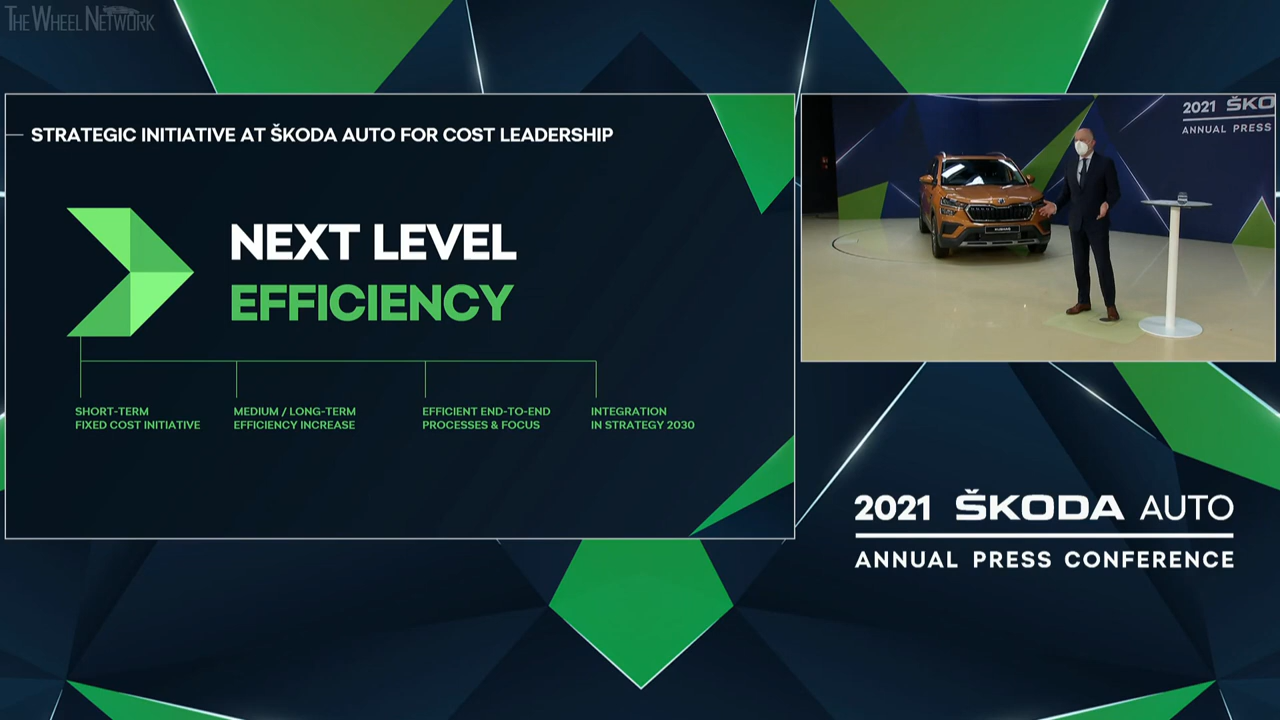 THE WHEEL NETWORK
STRATEGIC INITIATIVE AT ŠKODA AUTO FOR COST LEADERSHIP
NEXT LEVEL
EFFICIENCY
SHORT-TERM
FIXED COST INITIATIVE
MEDIUM / LONG-TERM
EFFICIENCY INCREASE
EFFICIENT END-TO-END
PROCESSES & FOCUS
INTEGRATION
IN STRATEGY 2030
2021 ŠKO
ANNUAL PRESS
2021 ŠKODA AUTO
ANNUAL PRESS CONFERENCE